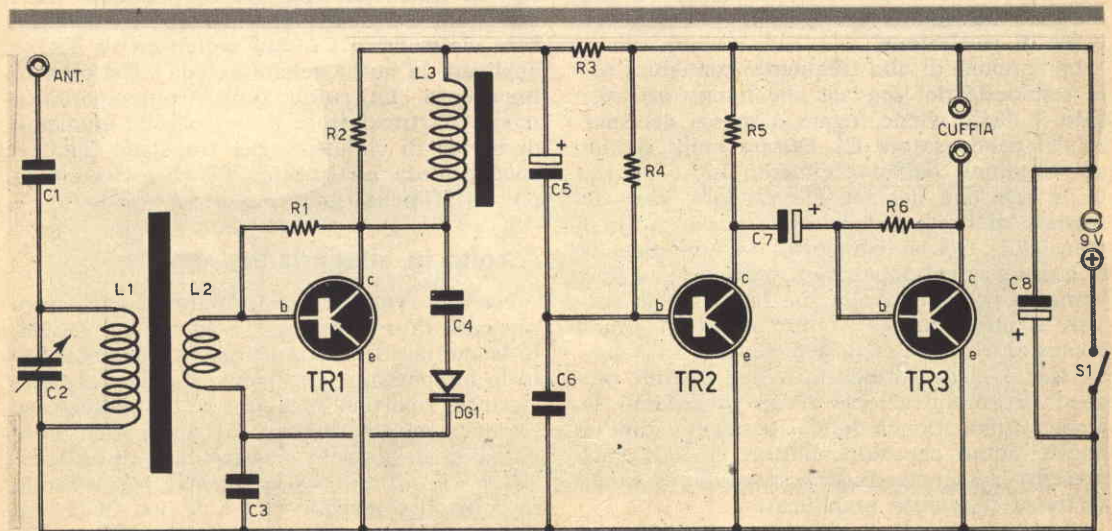 ANT.
C1
C2
L1
L2
R1
R2
L3
C4
DG1
C3
TR1
b
c
e
C5
+
R3
R4
C6
TR2
b
c
e
R5
C7
+
R6
TR3
b
c
e
CUFFIA
-
9 V
+
C8
+
S1